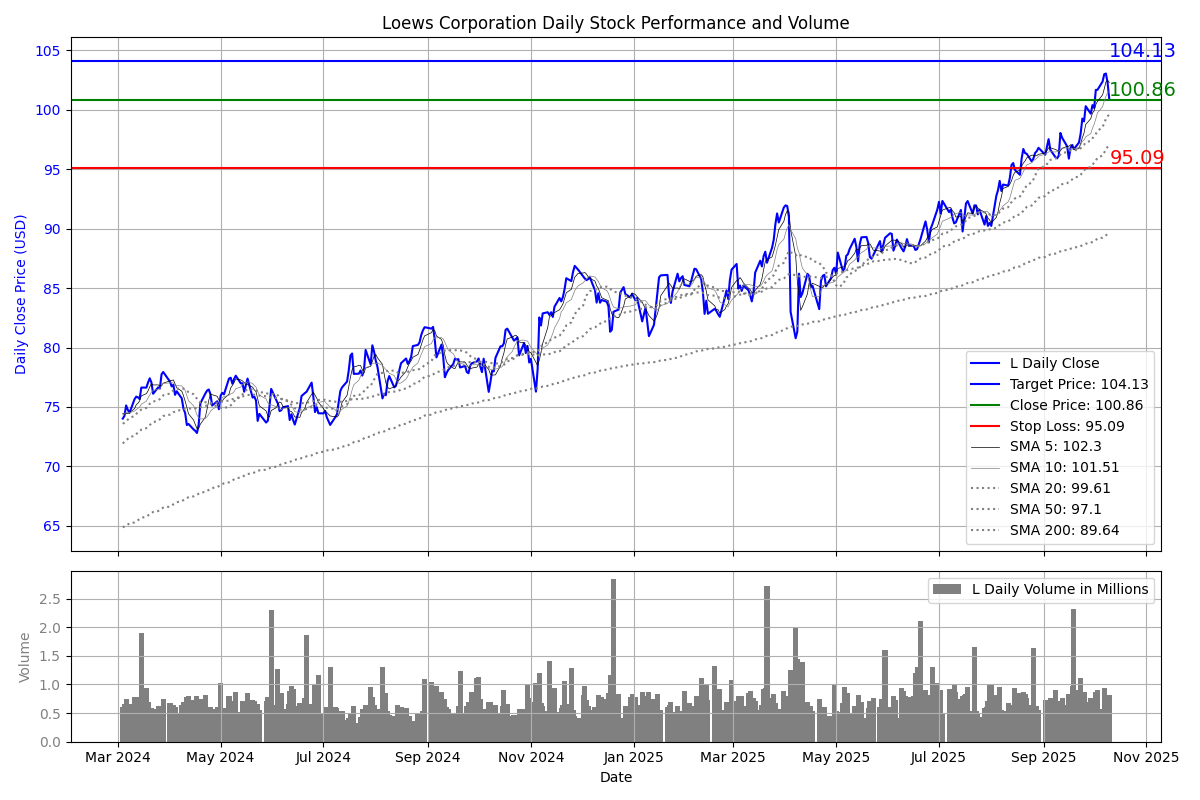 Loews Corporation Daily Stock Performance and Volume
105
100
95
90
85
80
75
70
65
Daily Close Price (USD)
104.13
100.86
95.09
L Daily Close
Target Price: 104.13
Close Price: 100.86
Stop Loss: 95.09
SMA 5: 102.3
SMA 10: 101.51
SMA 20: 99.61
SMA 50: 97.1
SMA 200: 89.64
2.5
2.0
1.5
1.0
0.5
0.0
Volume
L Daily Volume in Millions
Mar 2024 May 2024 Jul 2024 Sep 2024 Nov 2024 Jan 2025 Mar 2025 May 2025 Jul 2025 Sep 2025 Nov 2025
Date